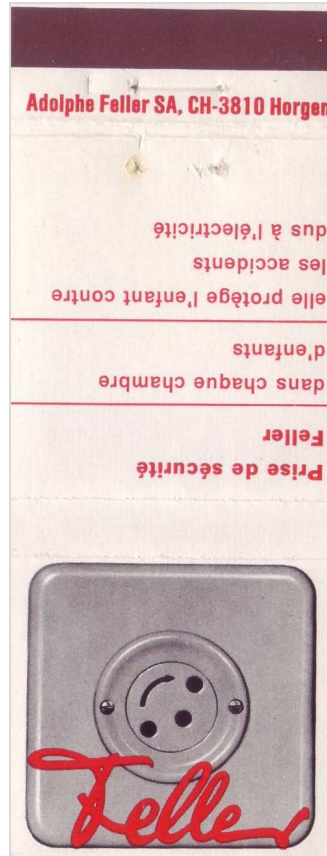 Adolphe Feller SA, CH-3810 Horgen
Prise de sécurité
Feller
dans chaque chambre
d'enfants
elle protège l'enfant contre
les accidents
dus à l'électricité
Feller